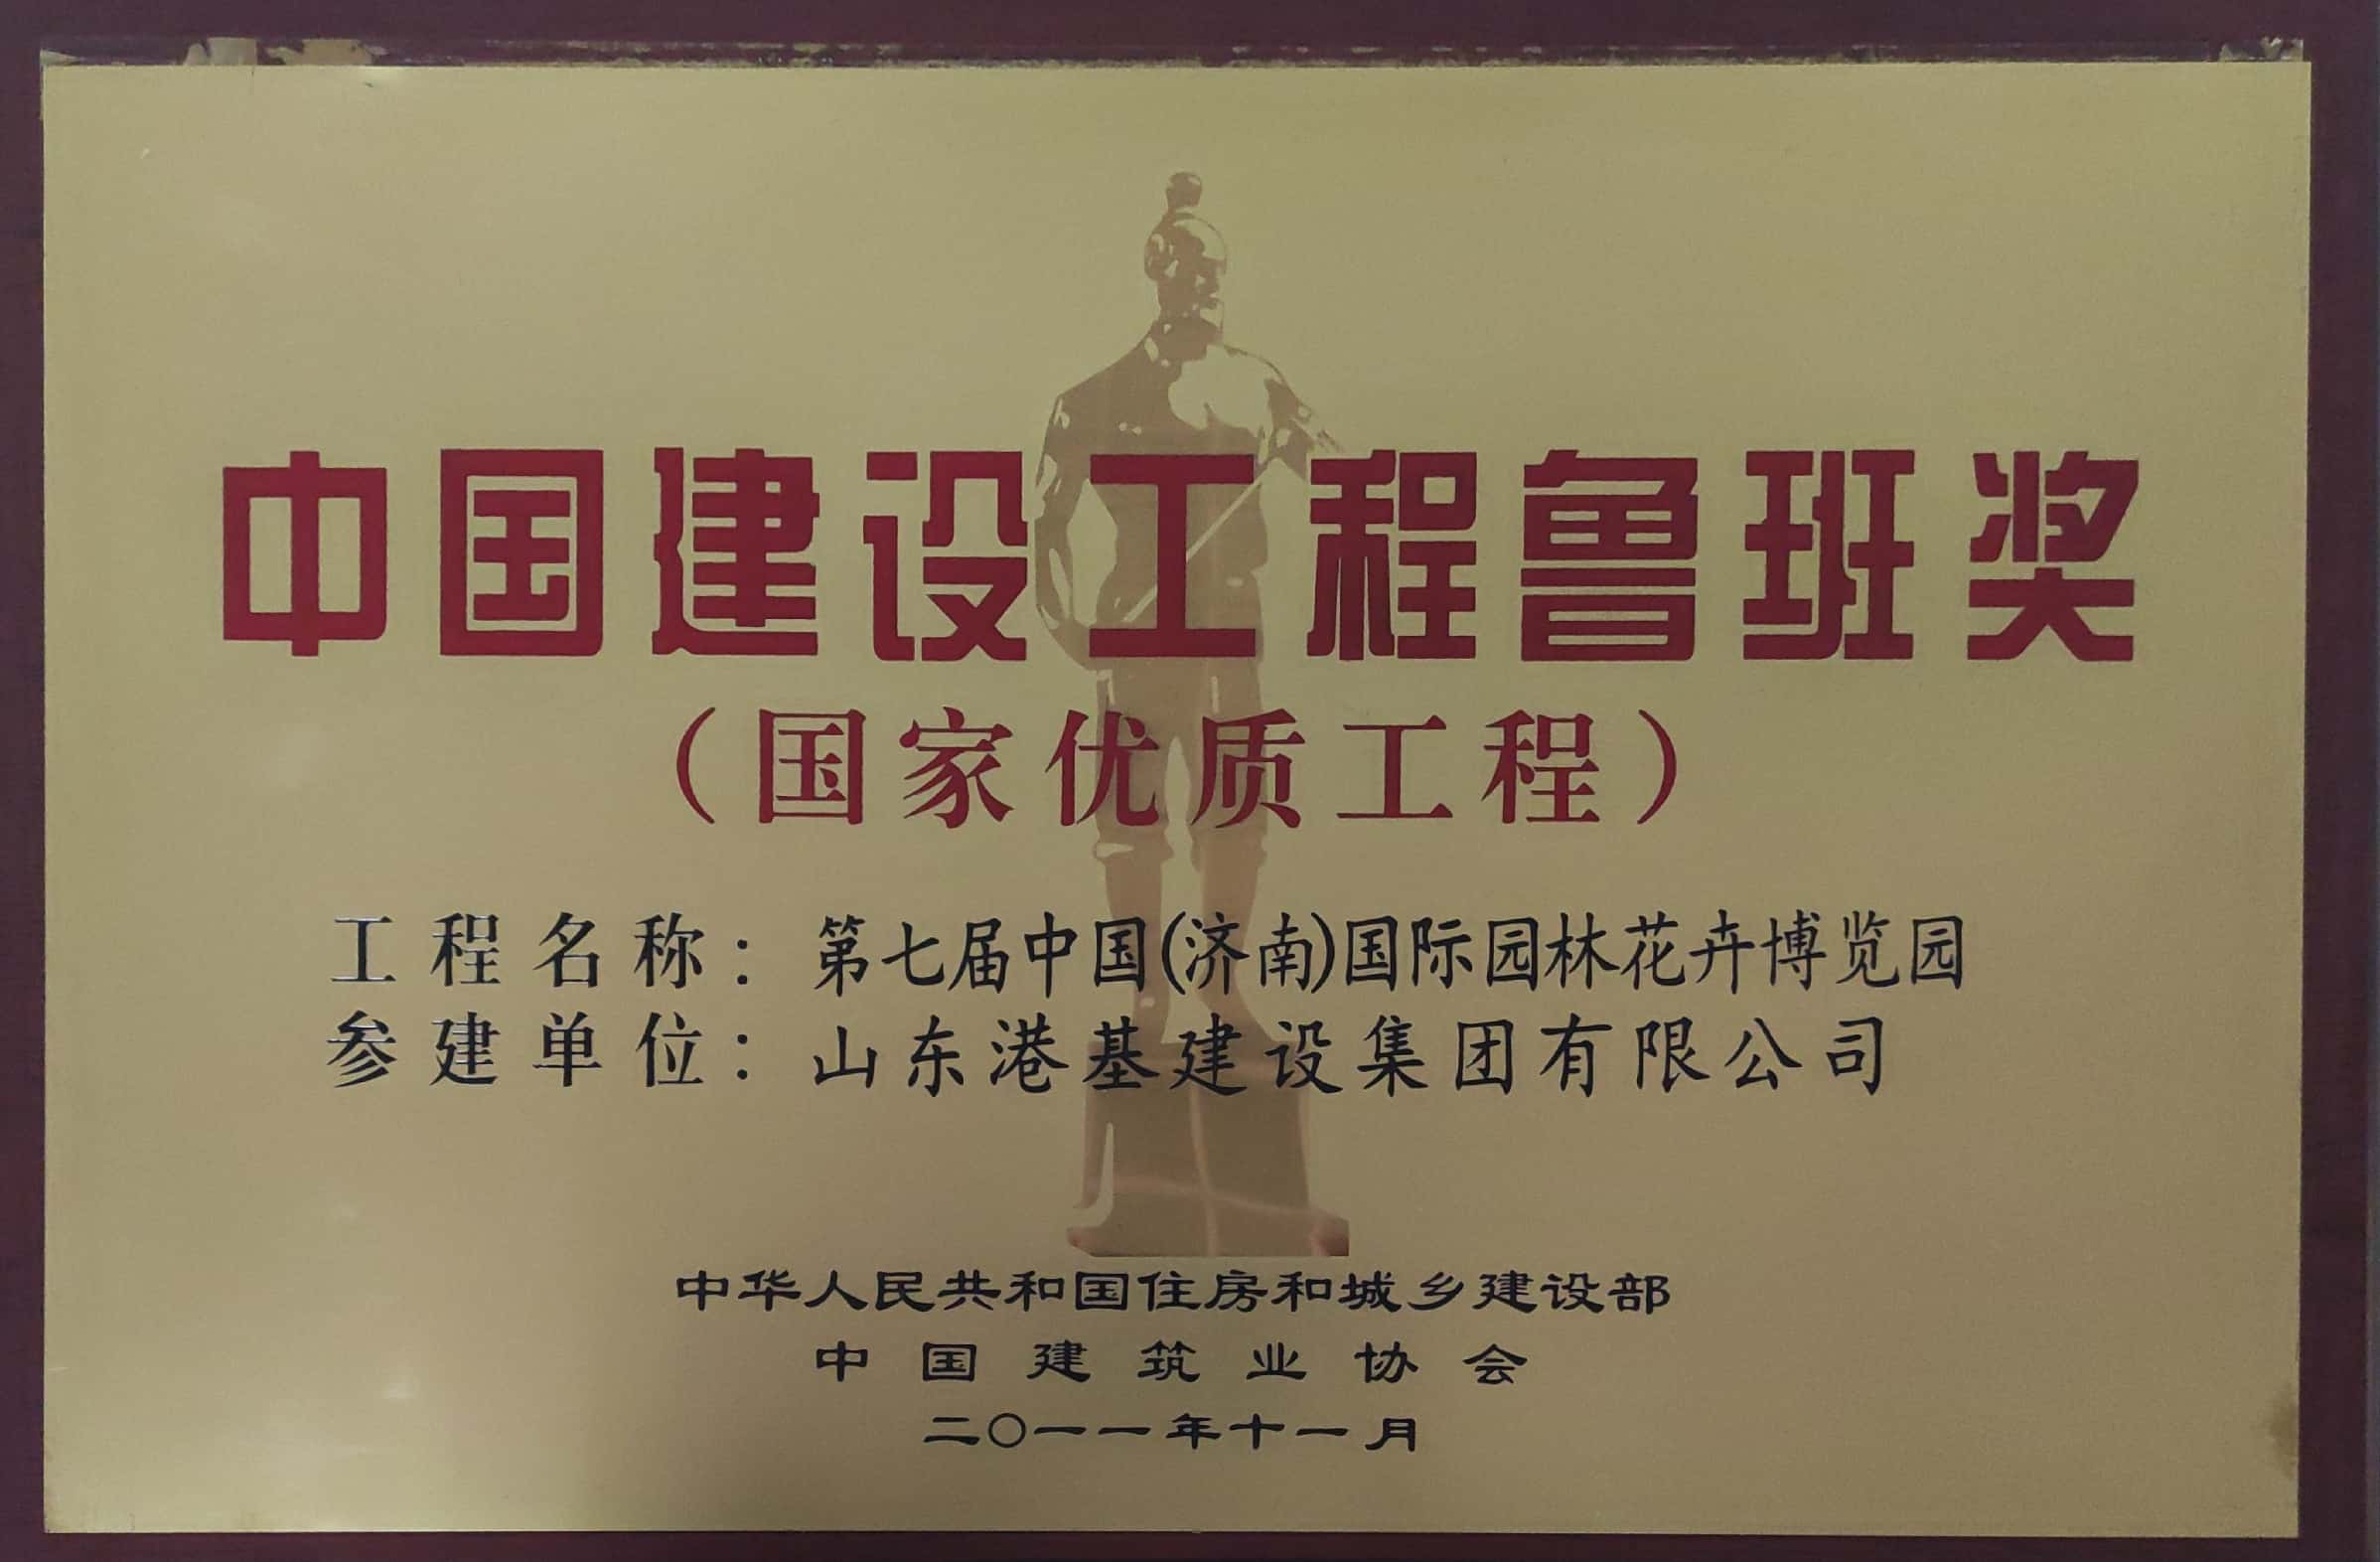 中国建设工程鲁班奖
（国家优质工程）
工程名称：第七届中国(济南)国际园林花卉博览园
参建单位：山东港基建设集团有限公司
中华人民共和国住房和城乡建设部
中国建筑业协会
二〇一一年十一月